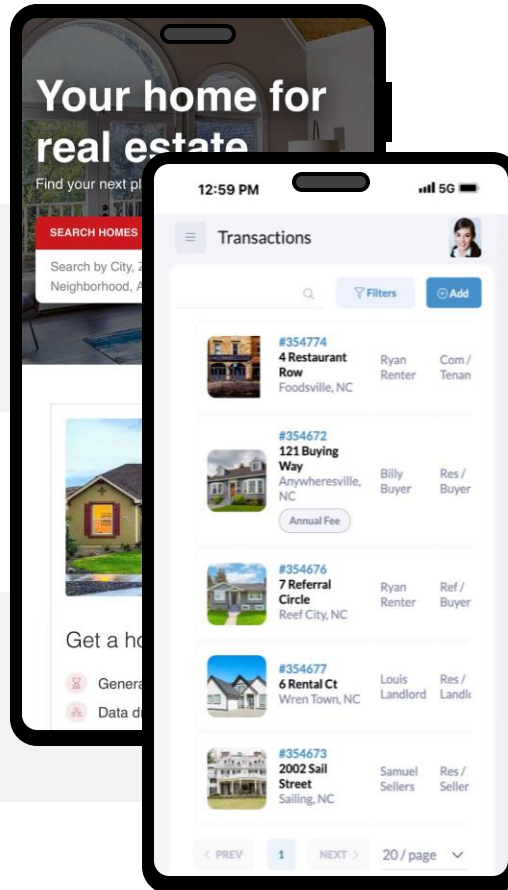 Your home for
real estate
Find your next pl
SEARCH HOMES
Search by City, Z
Neighborhood, A
Get a ho
Genera
Data d
12:59 PM
5G
Transactions
Filters
Add
#354774
4 Restaurant
Row
Foodsville, NC
Ryan
Renter
Com /
Tenan
#354672
121 Buying
Way
Anywheresville,
NC
Annual Fee
Billy
Buyer
Res /
Buyer
#354676
7 Referral
Circle
Reef City, NC
Ryan
Renter
Ref /
Buyer
#354677
6 Rental Ct
Wren Town, NC
Louis
Landlord
Res /
Landlo
#354673
2002 Sail
Street
Sailing, NC
Samuel
Sellers
Res /
Seller
< PREV
1
NEXT >
20 / page